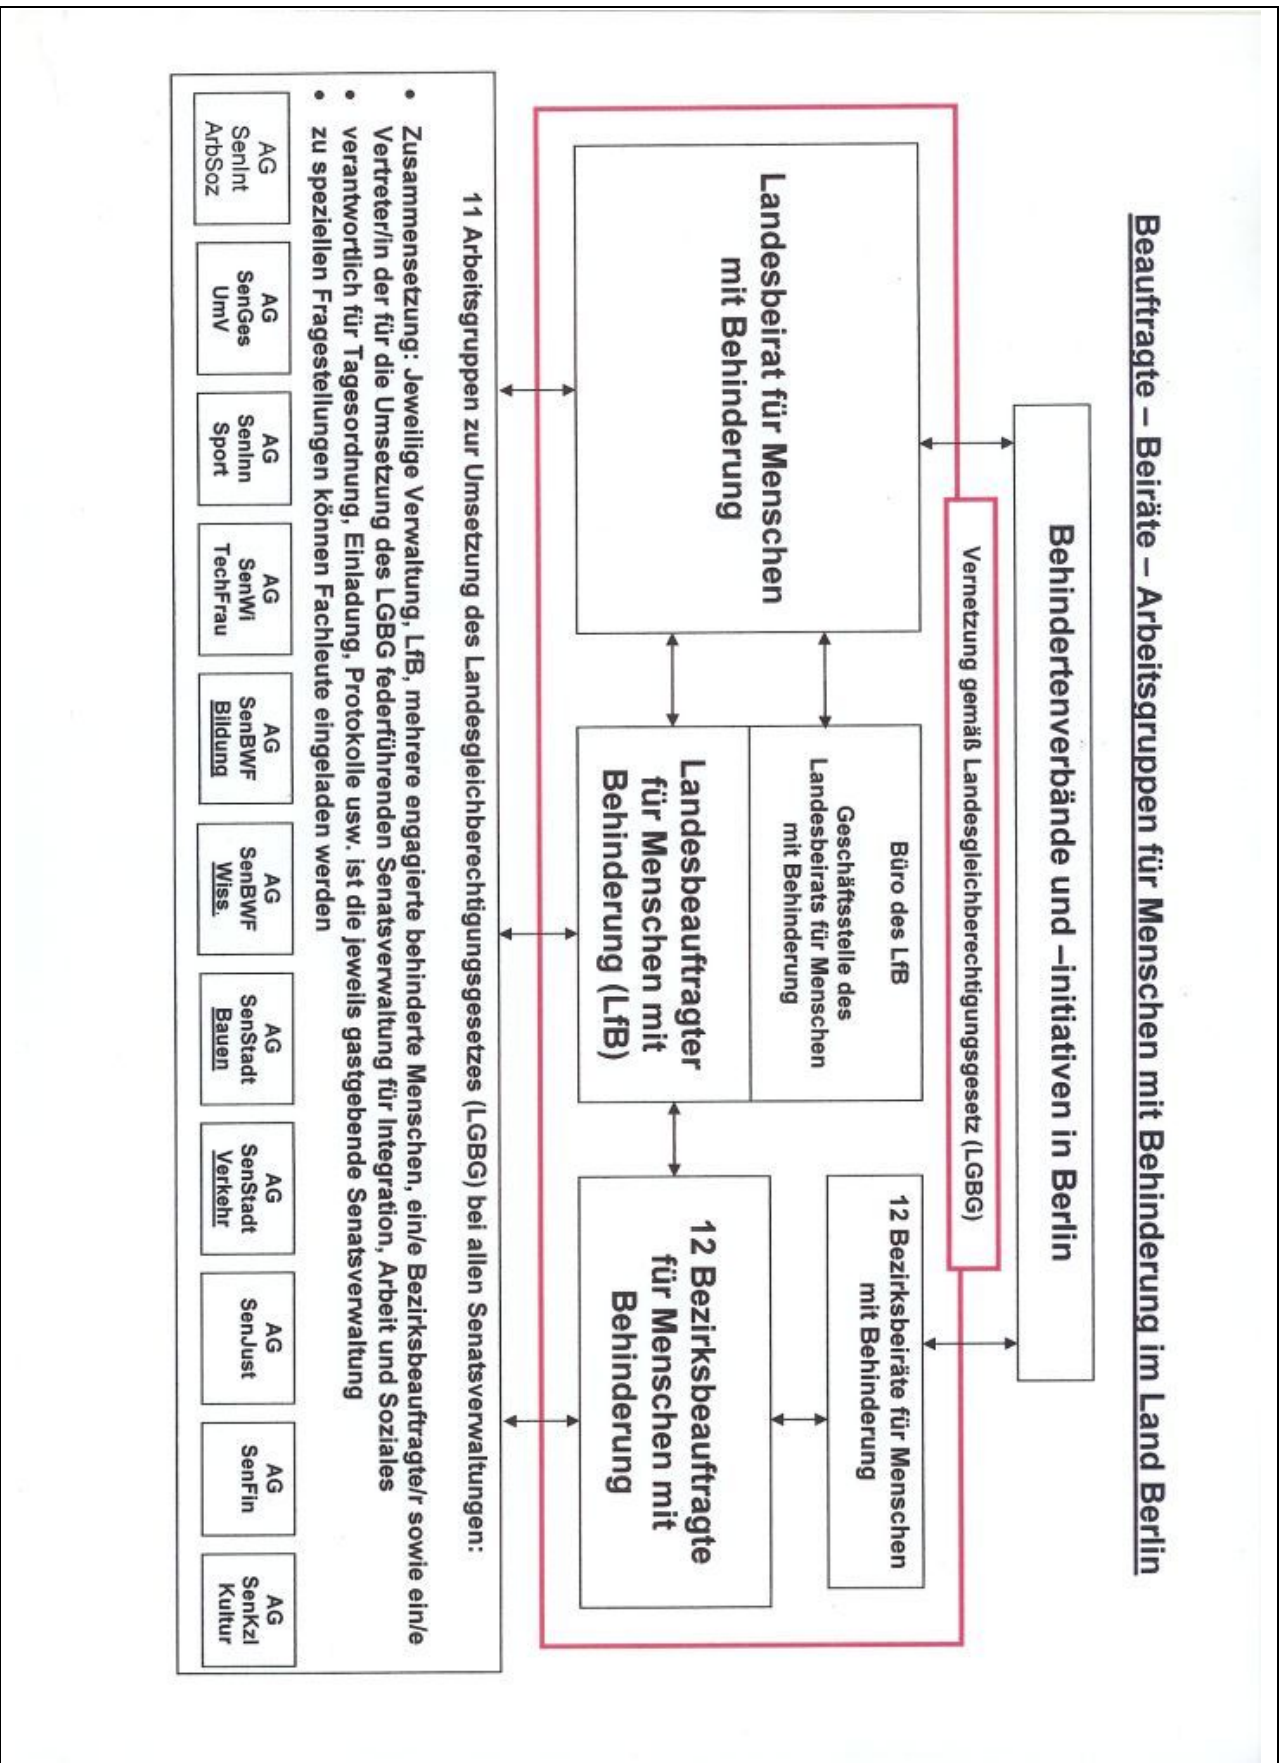 Beauftragte – Beiräte – Arbeitsgruppen für Menschen mit Behinderung im Land Berlin
Behindertenverbände und –initiativen in Berlin
Vernetzung gemäß Landesgleichberechtigungsgesetz (LGBG)
Landesbeirat für Menschen
mit Behinderung
Büro des LfB
Geschäftsstelle des
Landesbeirats für Menschen
mit Behinderung
Landesbeauftragter
für Menschen mit
Behinderung (LfB)
12 Bezirksbeiräte für Menschen
mit Behinderung
12 Bezirksbeauftragte
für Menschen mit
Behinderung
11 Arbeitsgruppen zur Umsetzung des Landesgleichberechtigungsgesetzes (LGBG) bei allen Senatsverwaltungen:
• Zusammensetzung: Jeweilige Verwaltung, LfB, mehrere engagierte behinderte Menschen, ein/e Bezirksbeauftragte/r sowie ein/e
Vertreter/in der für die Umsetzung des LGBG federführenden Senatsverwaltung für Integration, Arbeit und Soziales
• verantwortlich für Tagesordnung, Einladung, Protokolle usw. ist die jeweils gastgebende Senatsverwaltung
• zu speziellen Fragestellungen können Fachleute eingeladen werden
AG
SenInt
ArbSoz
AG
SenGes
UmV
AG
SenInn
Sport
AG
SenWi
TechFrau
AG
SenBWF
Bildung
AG
SenBWF
Wiss.
AG
SenStadt
Bauen
AG
SenStadt
Verkehr
AG
SenJust
AG
SenFin
AG
SenKzl
Kultur